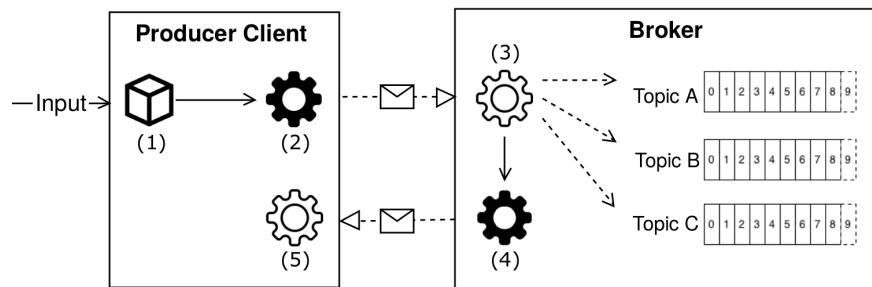 Producer Client
Broker
Input
(1)
(2)
(3)
(4)
(5)
Topic A
0 1 2 3 4 5 6 7 8 9
Topic B
0 1 2 3 4 5 6 7 8 9
Topic C
0 1 2 3 4 5 6 7 8 9